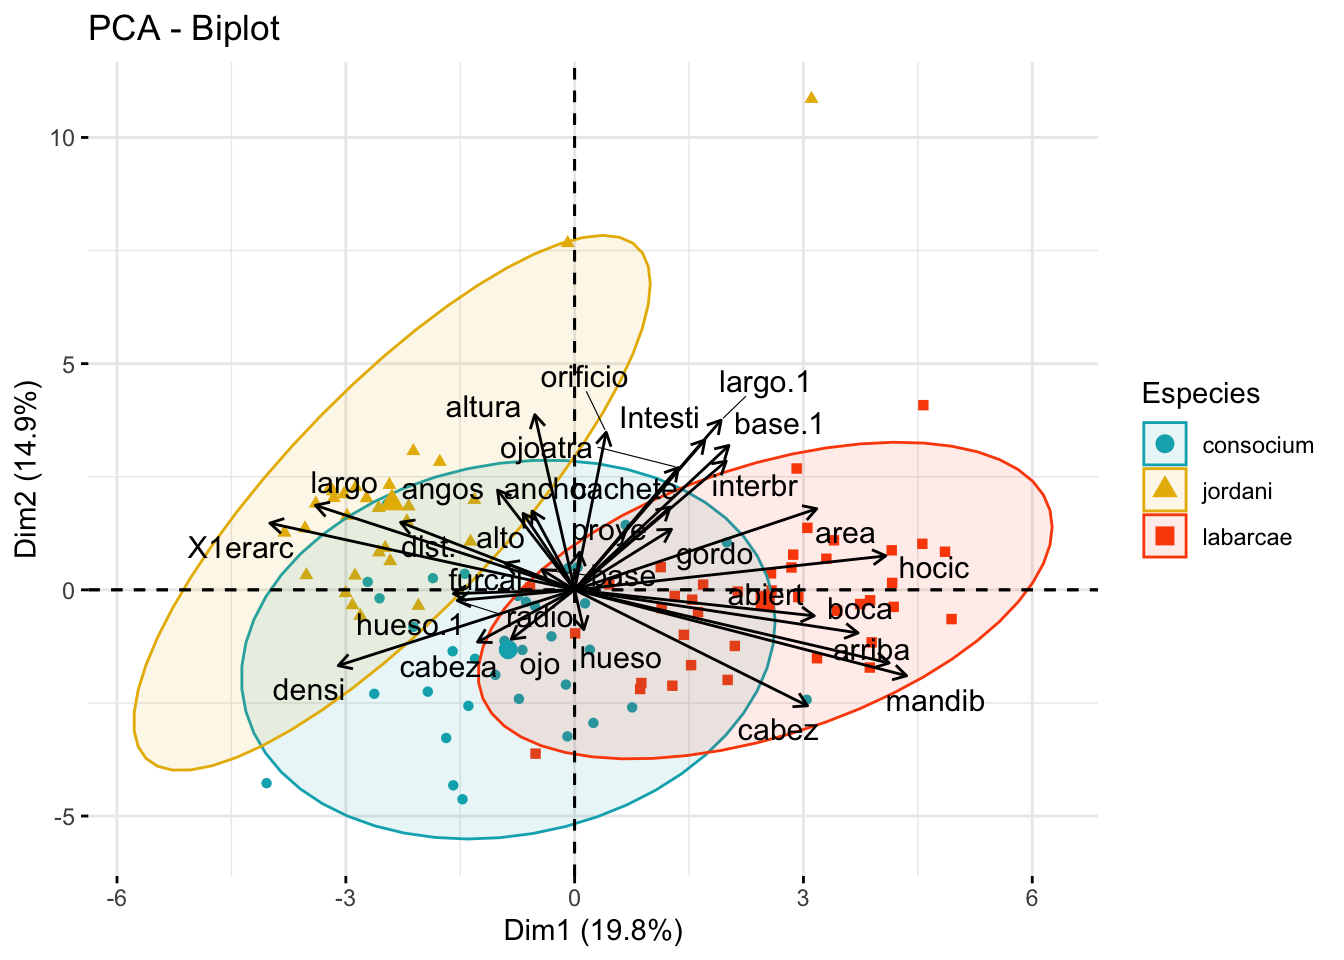 PCA - Biplot
10
5
0
-5
-6
-3
0
3
6
Dim1 (19.8%)
Dim2 (14.9%)
orificio
largo.1
altura
Intesti
base.1
ojoatra
largo
angos
ancho
cachete
interbr
X1erarc
dist.
alto
proye
area
gordo
hocic
furcal
base
abiert
boca
hueso.1
radio
arriba
cabeza
ojo
hueso
densi
mandib
cabez
Especies
consocium
jordani
labarcae